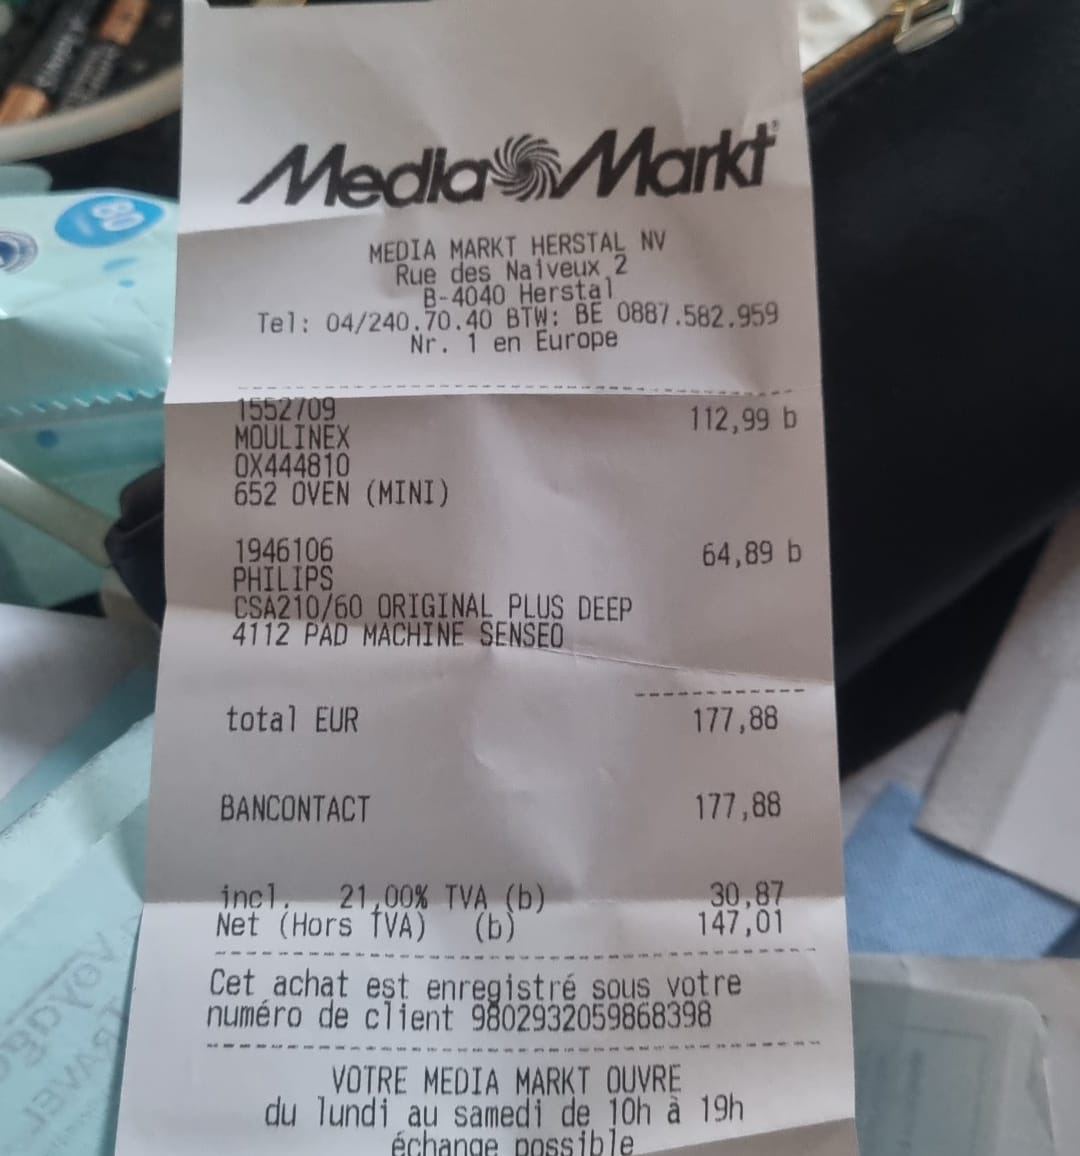 Media Markt
MEDIA MARKT HERSTAL NV
Rue des Naiveux 2
B-4040 Herstal
Tel: 04/240.70.40 BTW: BE 0887.582.959
Nr. 1 en Europe
1552709
112,99 b
MOULINEX
OX444810
652 OVEN (MINI)
1946106
64,89 b
PHILIPS
CSA210/60 ORIGINAL PLUS DEEP
4112 PAD MACHINE SENSEO
total EUR 177,88
BANCONTACT 177,88
incl. 21,00% TVA (b) 30,87
Net (Hors TVA) (b) 147,01
Cet achat est enregistré sous votre
numéro de client 9802932059868398
VOTRE MEDIA MARKT OUVRE
du lundi au samedi de 10h à 19h
échange possible
80